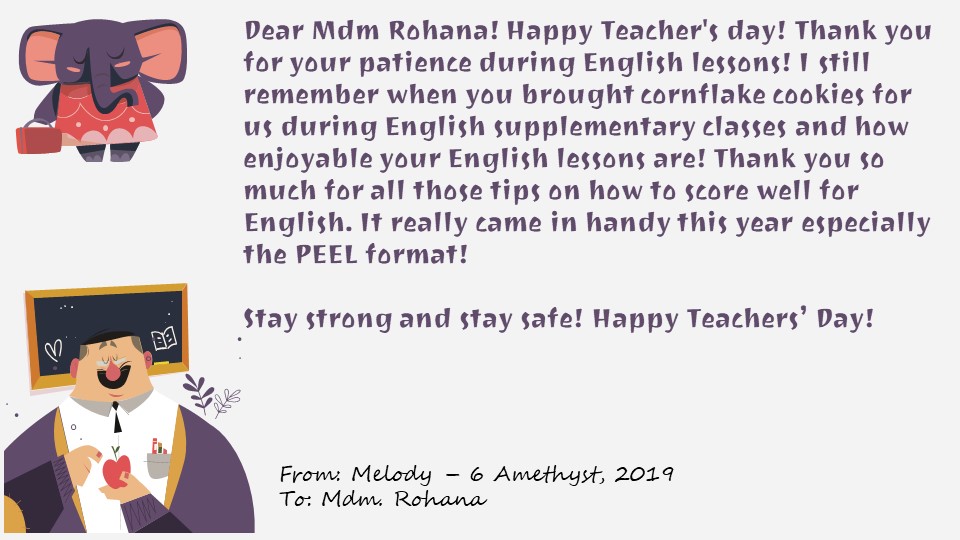 Dear Mdm Rohana! Happy Teacher's day! Thank you
for your patience during English lessons! I still
remember when you brought cornflake cookies for
us during English supplementary classes and how
enjoyable your English lessons are! Thank you so
much for all those tips on how to score well for
English. It really came in handy this year especially
the PEEL format!
Stay strong and stay safe! Happy Teachers’ Day!
From: Melody – 6 Amethyst, 2019
To: Mdm. Rohana